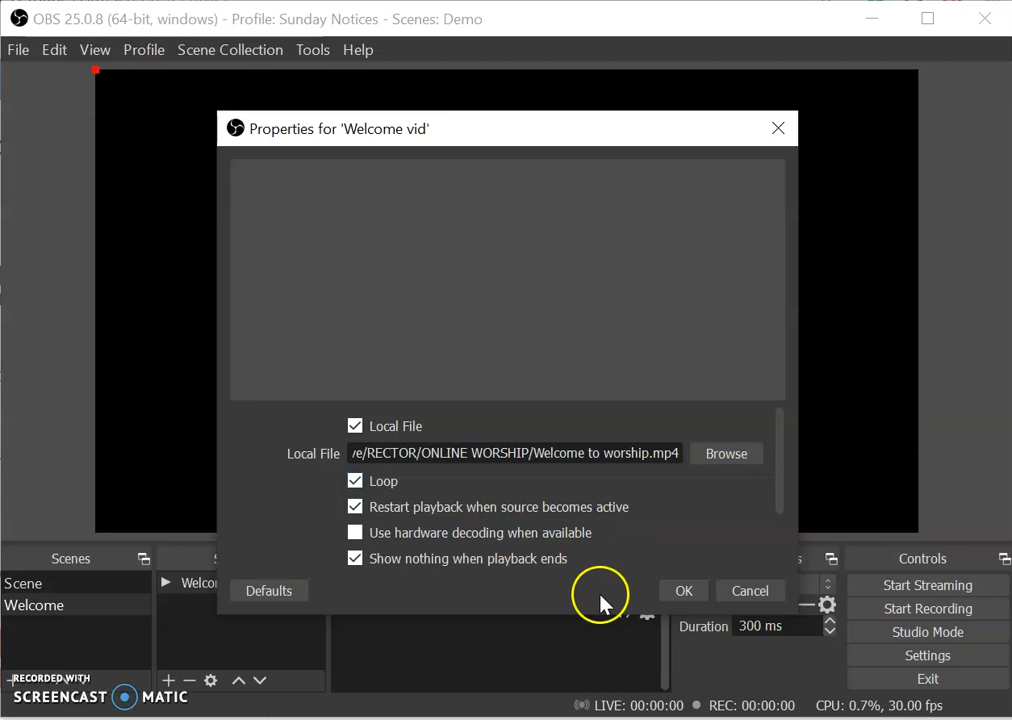 OBS 25.0.8 (64-bit, windows) - Profile: Sunday Notices - Scenes: Demo
File Edit View Profile Scene Collection Tools Help
Properties for 'Welcome vid'
Local File
Local File /RECTOR/ONLINE WORSHIP/Welcome to worship.mp4 Browse
Loop
Restart playback when source becomes active
Use hardware decoding when available
Show nothing when playback ends
Defaults OK Cancel
Scenes Controls
Scene
Welcome
Start Streaming
Start Recording
Duration 300 ms
Studio Mode
Settings
Exit
RECORDED WITH
SCREENCAST MATIC
LIVE: 00:00:00 REC: 00:00:00 CPU: 0.7%, 30.00 fps